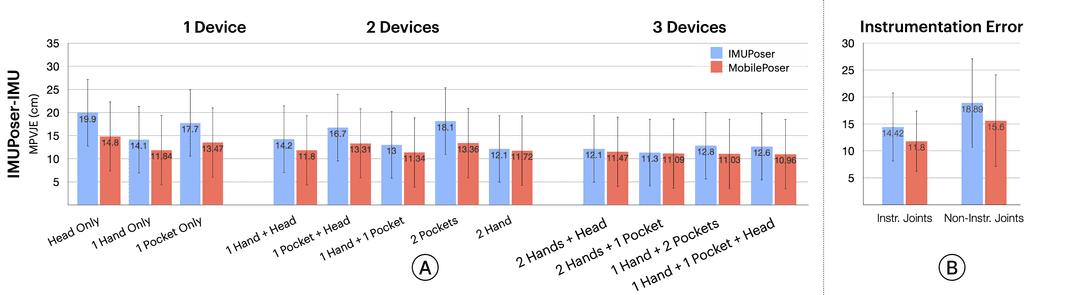 1 Device
2 Devices
3 Devices
IMUPoser-IMU
MPVJE (cm)
35
30
25
20
15
10
5
IMUPoser
MobilePoser
19.9
14.8
14.1
11.84
17.7
13.47
14.2
11.8
16.7
13.31
13
11.34
18.1
13.36
12.1
11.72
12.1
11.47
11.3
11.09
12.8
11.03
12.6
10.96
Head Only
1 Hand Only
1 Pocket Only
1 Hand + Head
1 Pocket + Head
1 Hand + 1 Pocket
2 Pockets
2 Hand
2 Hands + Head
2 Hands + 1 Pocket
1 Hand + 2 Pockets
1 Hand + 1 Pocket + Head
A
Instrumentation Error
30
25
20
15
10
5
14.42
11.8
18.89
15.6
Instr. Joints
Non-Instr. Joints
B